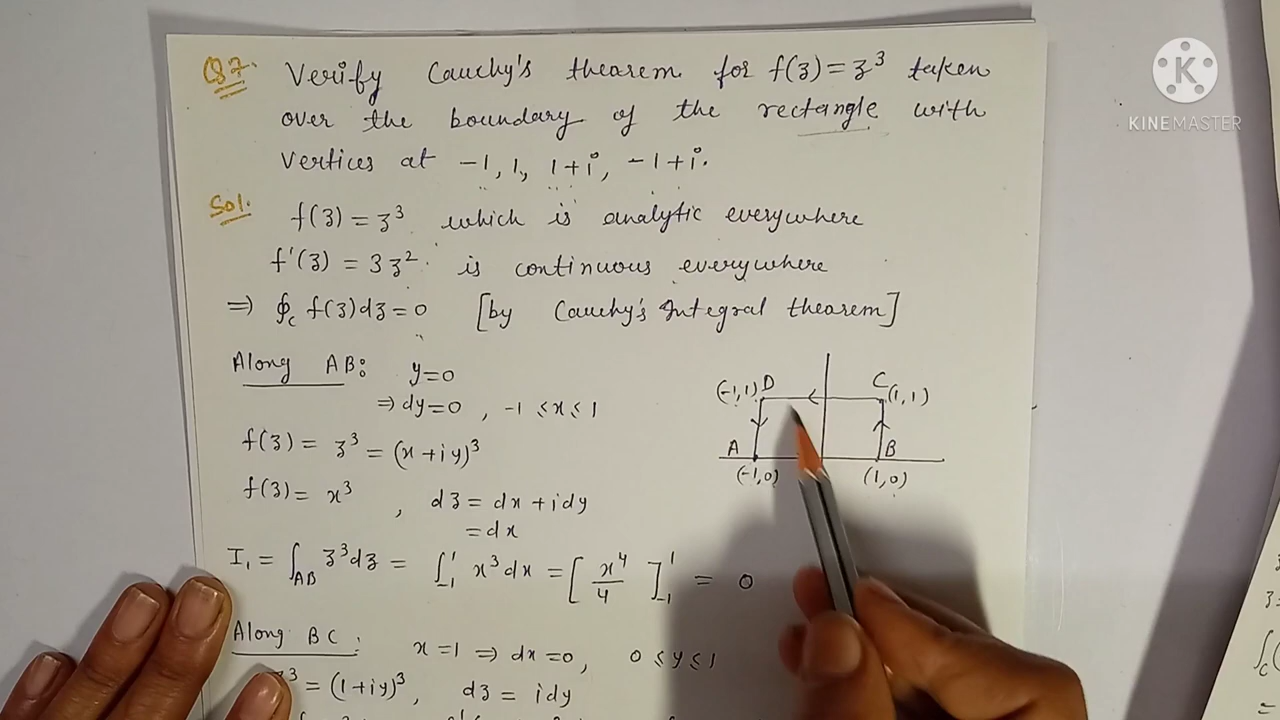 Q7. Verify Cauchy's theorem for f(z) = z³ taken
over the boundary of the rectangle with
vertices at -1, 1, 1+i, -1+i.
K
KINEMASTER
Sol. f(z) = z³ which is analytic everywhere
f'(z) = 3z². is continuous everywhere
⇒ ∮c f(z)dz = 0 [by Cauchy's Integral theorem]
Along AB: y=0
⇒ dy=0 , -1 ≤ x ≤ 1
f(z) = z³ = (x+iy)³
f(z) = x³ , dz = dx + idy
= dx
(-1,1) D C (1,1)
A B
(-1,0) (1,0)
I₁ = ∫AB z³dz = ∫₋₁¹ x³dx = [x⁴/4]₋₁¹ = 0
Along BC: x=1 ⇒ dx=0, 0 ≤ y ≤ 1
z³ = (1+iy)³, dz = idy